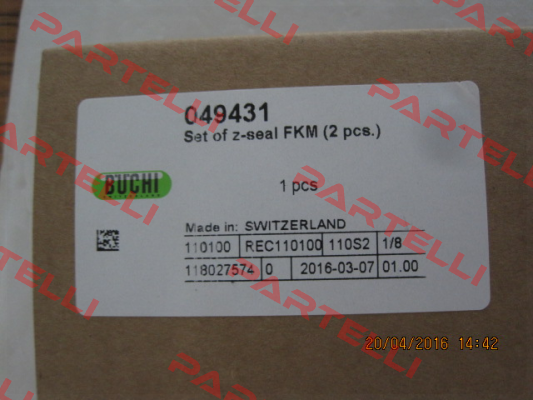 PARTELLI
PARTELLI
049431
Set of z-seal FKM (2 pcs.)
BÜCHI
SWITZERLAND
1 pcs
Made in: SWITZERLAND
110100 REC110100 110S2 1/8
118027574 0 2016-03-07 01.00
20/04/2016 14:42
PARTELLI
PARTELLI
PARTELLI